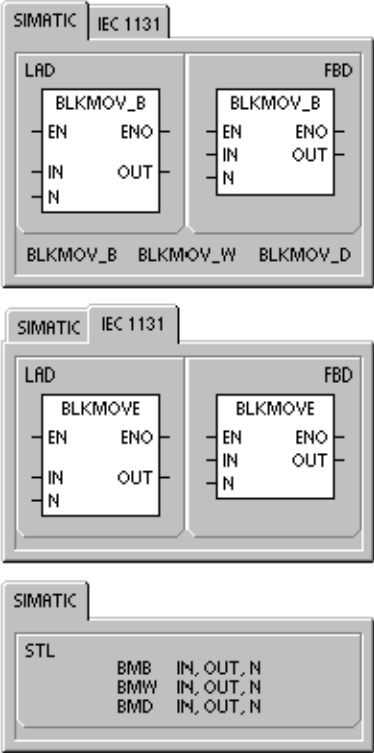 SIMATIC IEC 1131
LAD FBD
BLKMOV_B BLKMOV_B
EN ENO EN ENO
IN OUT IN OUT
N N
BLKMOV_B BLKMOV_W BLKMOV_D
SIMATIC IEC 1131
LAD FBD
BLKMOVE BLKMOVE
EN ENO EN ENO
IN OUT IN OUT
N N
SIMATIC
STL
BMB IN, OUT, N
BMW IN, OUT, N
BMD IN, OUT, N